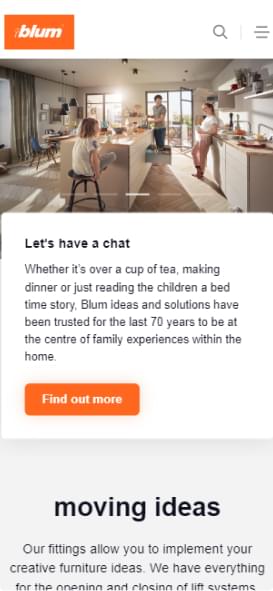 blum
Let's have a chat
Whether it's over a cup of tea, making
dinner or just reading the children a bed
time story, Blum ideas and solutions have
been trusted for the last 70 years to be at
the centre of family experiences within the
home.
Find out more
moving ideas
Our fittings allow you to implement your
creative furniture ideas. We have everything
for the opening and closing of lift systems,